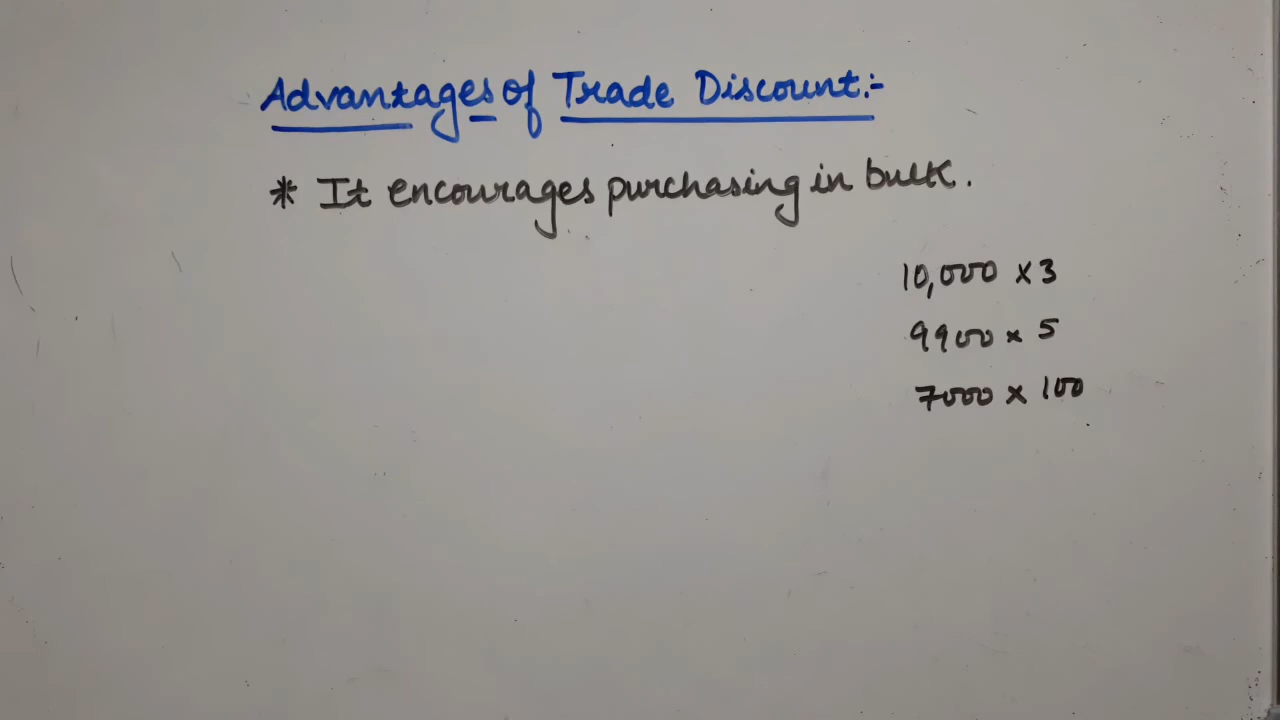 Advantages of Trade Discount:-
* It encourages purchasing in bulk.
10,000 × 3
9900 × 5
7000 × 100